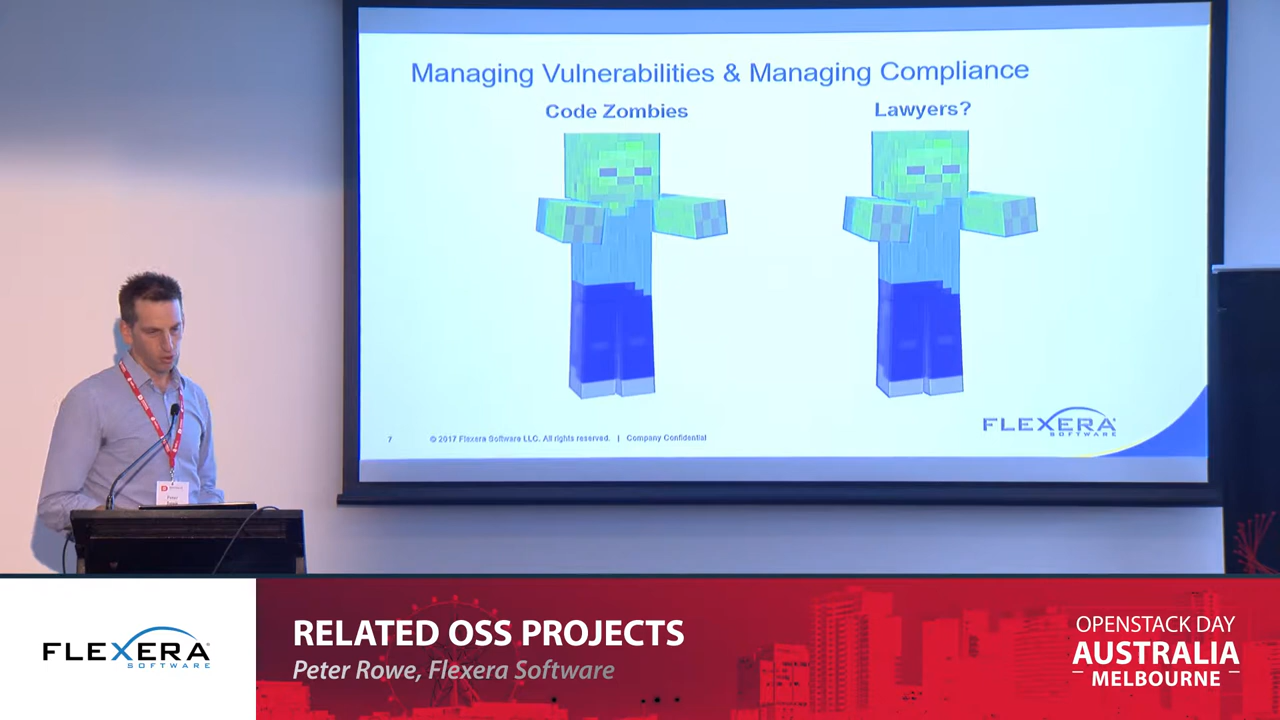 Managing Vulnerabilities & Managing Compliance
Code Zombies
Lawyers?
7
© 2017 Flexera Software LLC. All rights reserved. | Company Confidential
FLEXERA
SOFTWARE
Peter
FLEXERA
SOFTWARE
RELATED OSS PROJECTS
Peter Rowe, Flexera Software
OPENSTACK DAY
AUSTRALIA
MELBOURNE